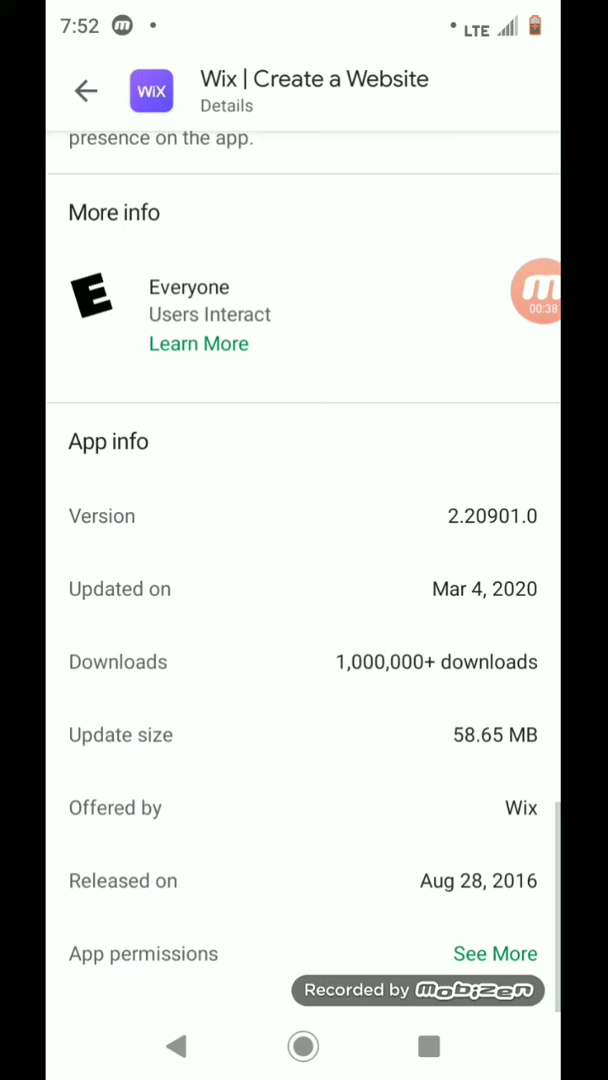 7:52 m LTE
WiX
Wix | Create a Website
Details
presence on the app.
More info
E
Everyone
Users Interact
Learn More
m
00:38
App info
Version 2.20901.0
Updated on Mar 4, 2020
Downloads 1,000,000+ downloads
Update size 58.65 MB
Offered by Wix
Released on Aug 28, 2016
App permissions See More
Recorded by mobizen